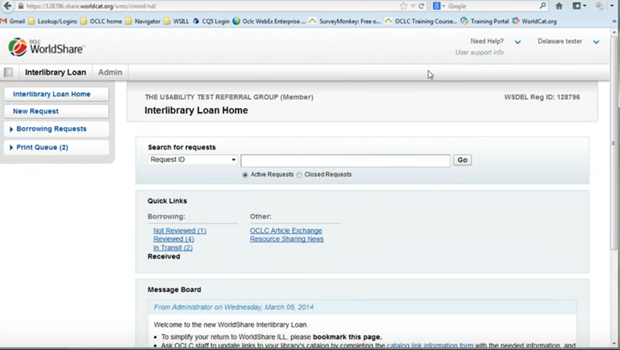 https://128796.share.worldcat.org/wms/cmnd/nd/
Google
Gmail Lookup/Logins OCLC home Navigator WSILL CQ5 Login Oclc WebEx Enterprise ... SurveyMonkey: Free o... OCLC Training Course... Training Portal WorldCat.org
OCLC
WorldShare™
Need Help?
User support info
Delaware tester
Interlibrary Loan Admin
Interlibrary Loan Home
New Request
Borrowing Requests
Print Queue (2)
THE USABILITY TEST REFERRAL GROUP (Member)
WSDEL Reg ID: 128796
Interlibrary Loan Home
Search for requests
Request ID
Go
Active Requests Closed Requests
Quick Links
Borrowing: Other:
Not Reviewed (1) OCLC Article Exchange
Reviewed (4) Resource Sharing News
In Transit (2)
Received
Message Board
From Administrator on Wednesday, March 05, 2014
Welcome to the new WorldShare Interlibrary Loan.
• To simplify your return to WorldShare ILL, please bookmark this page.
• Ask OCLC staff to update links to your library's catalog by completing the catalog link information form with the needed information, and